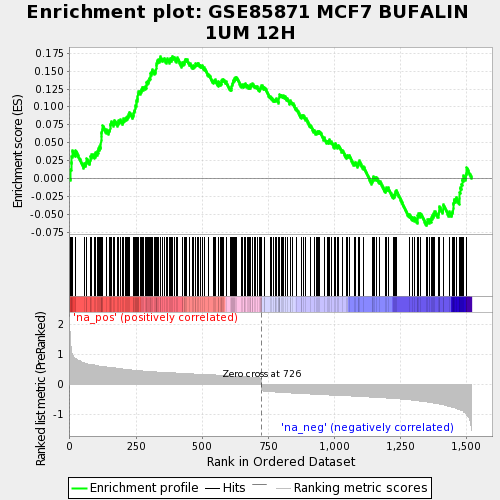 Enrichment plot: GSE85871 MCF7 BUFALIN
1UM 12H
Enrichment score (ES)
0.175
0.150
0.125
0.100
0.075
0.050
0.025
0.000
-0.025
-0.050
-0.075
'na_pos' (positively correlated)
Ranked list metric (PreRanked)
2
1
0
-1
Zero cross at 726
'na_neg' (negatively correlated)
0
250
500
750
1,000
1,250
1,500
Rank in Ordered Dataset
Enrichment profile
Hits
Ranking metric scores